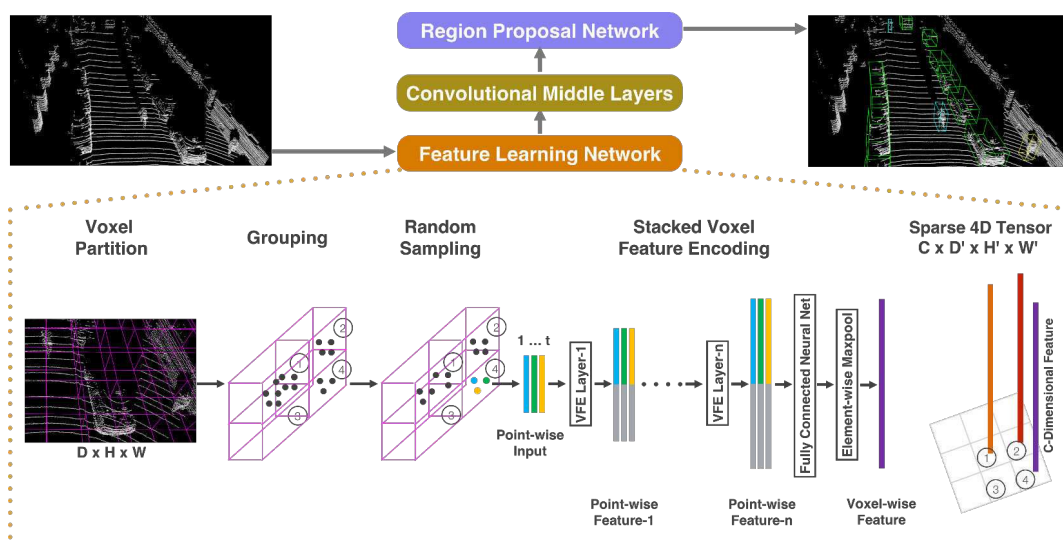 Region Proposal Network
Convolutional Middle Layers
Feature Learning Network
Voxel
Partition
Grouping
Random
Sampling
Stacked Voxel
Feature Encoding
Sparse 4D Tensor
C x D' x H' x W'
D x H x W
1
2
3
4
1
2
3
4
1 ... t
Point-wise
Input
VFE Layer-1
Point-wise
Feature-1
VFE Layer-n
Point-wise
Feature-n
Fully Connected Neural Net
Element-wise Maxpool
Voxel-wise
Feature
1
2
3
4
C-Dimensional Feature